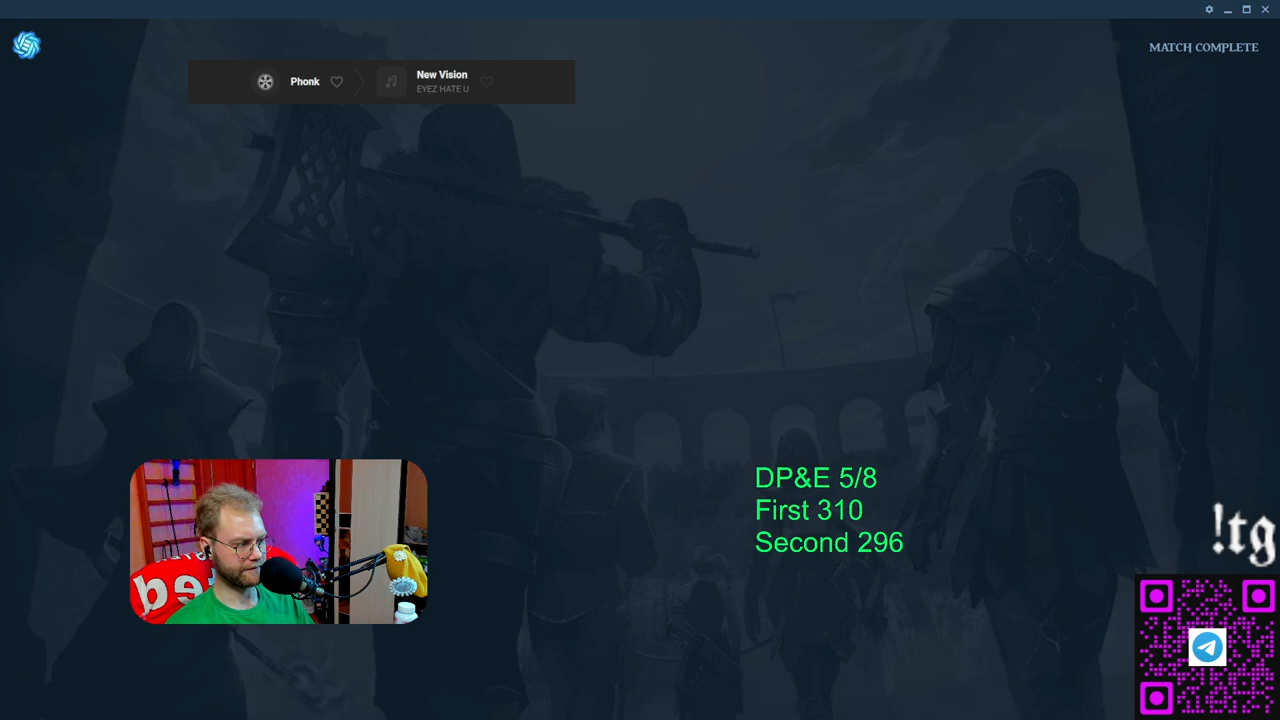 MATCH COMPLETE
Phonk
New Vision
EYEZ HATE U
DP&E 5/8
First 310
Second 296
!tg